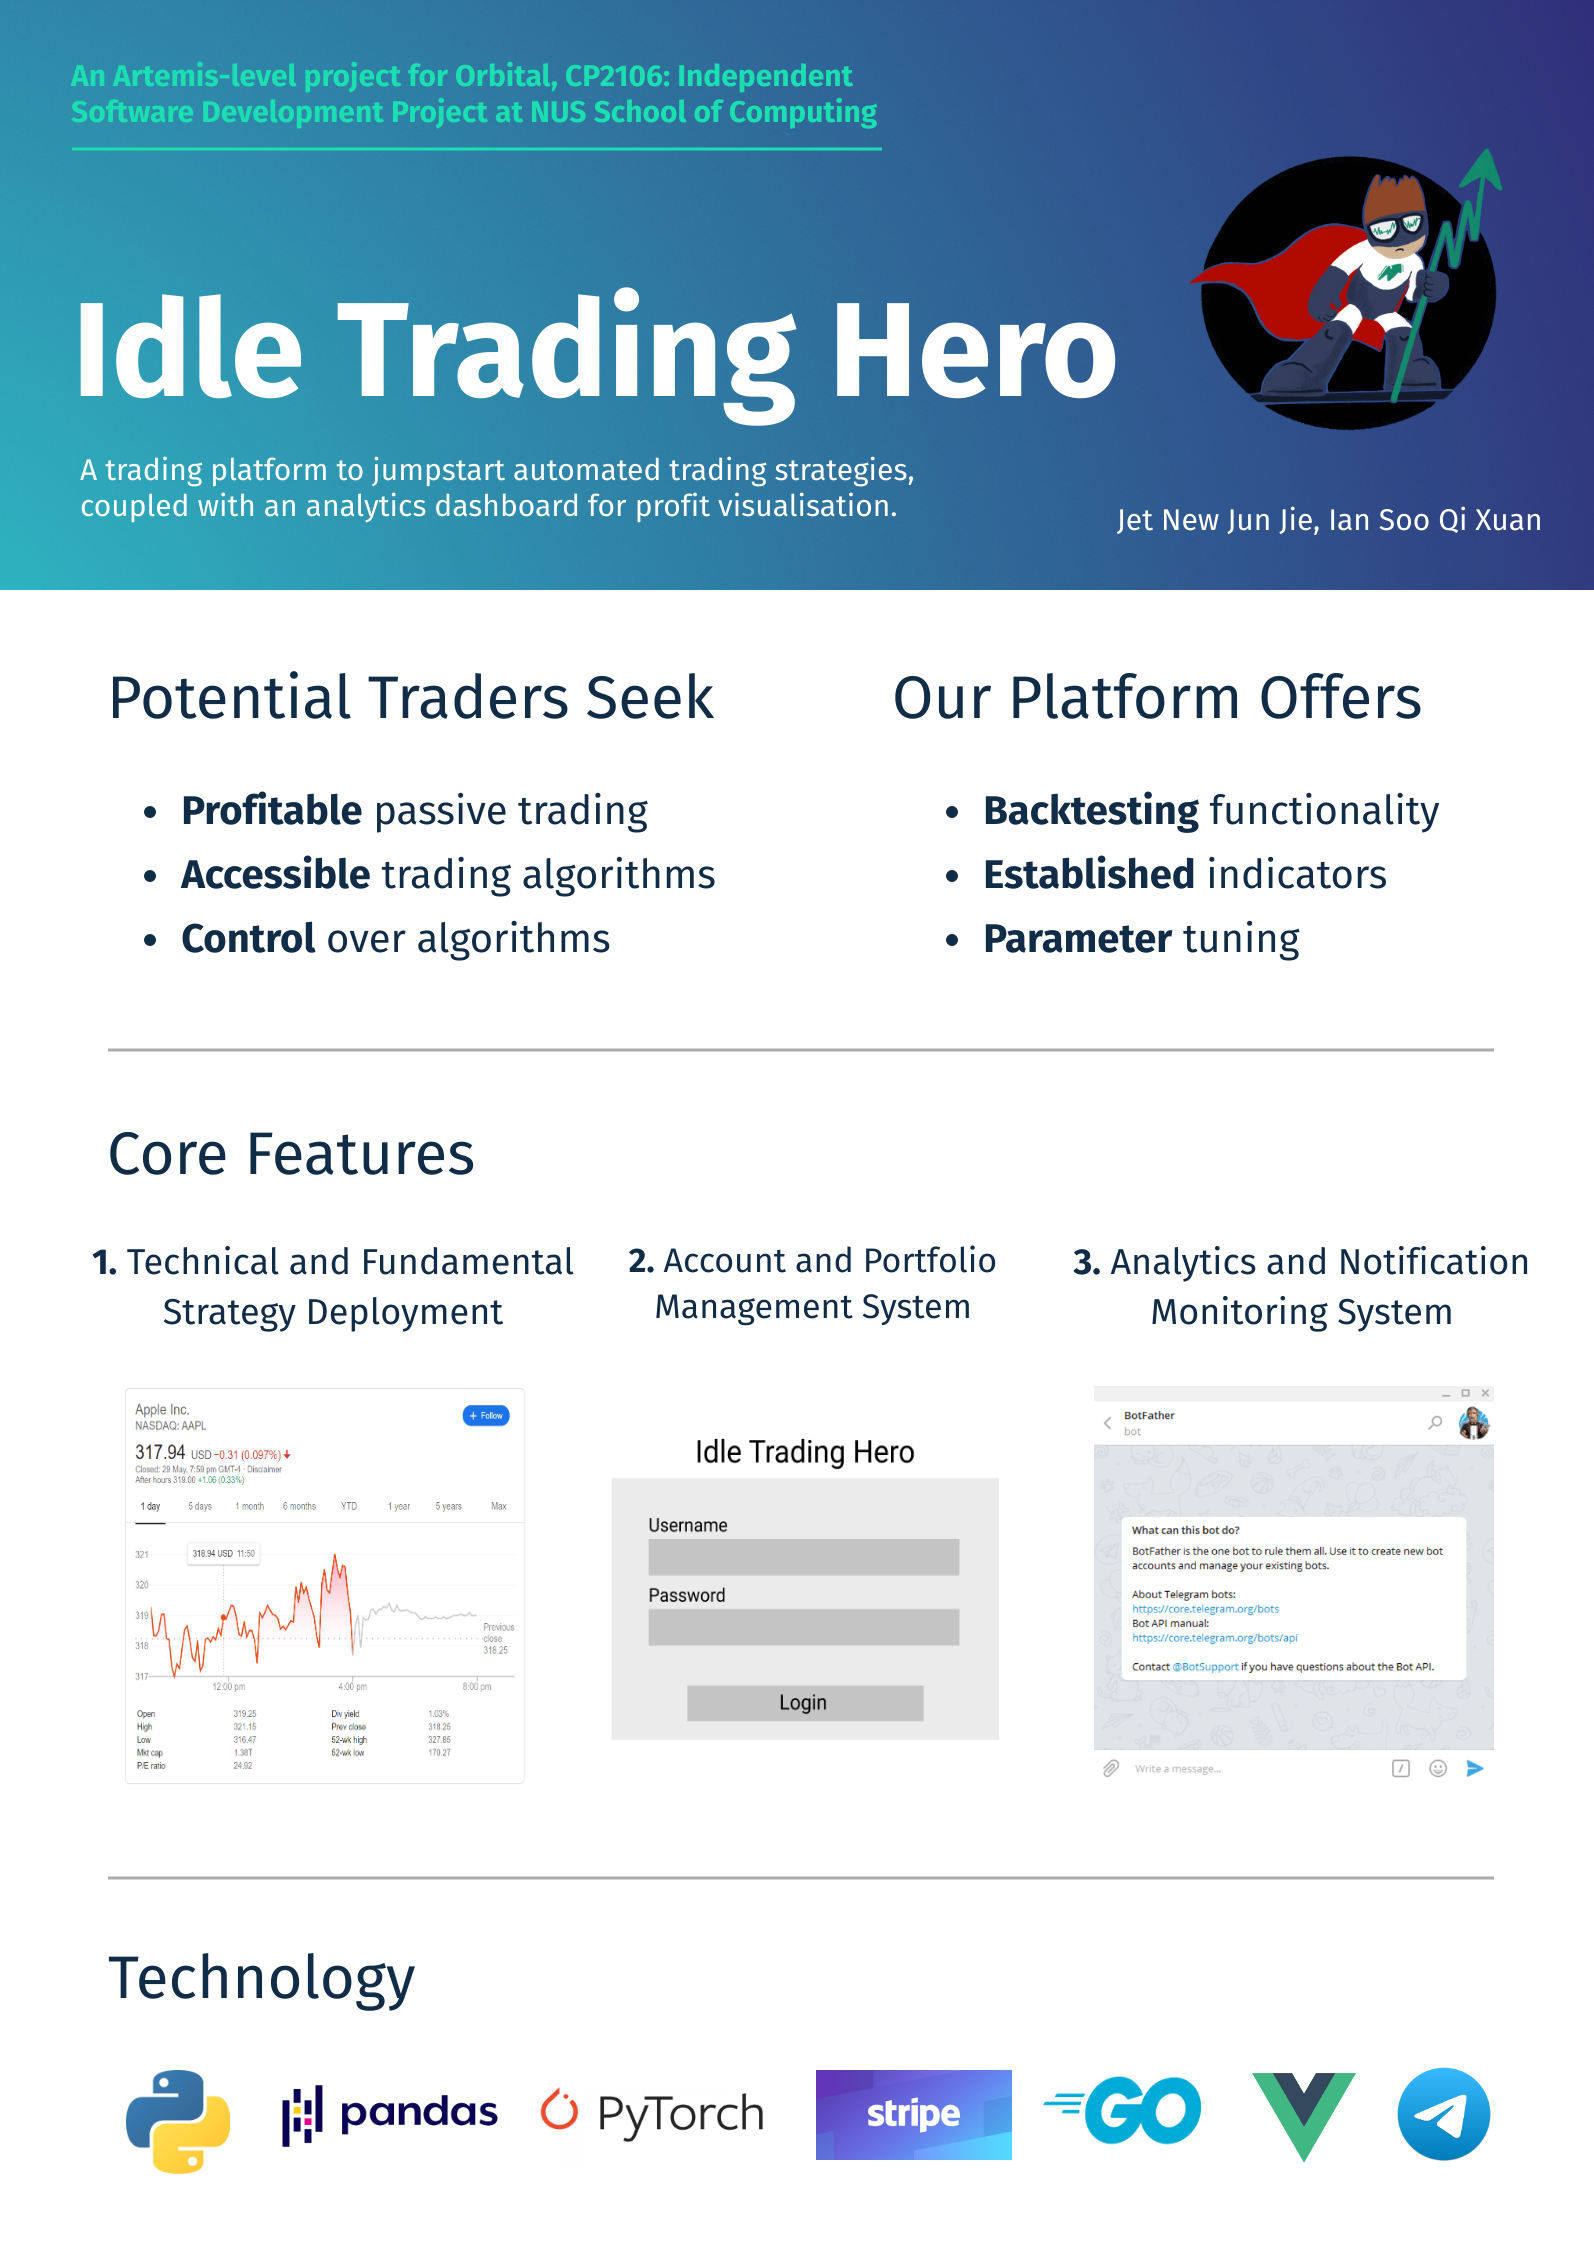 An Artemis-level project for Orbital, CP2106: Independent
Software Development Project at NUS School of Computing
Idle Trading Hero
A trading platform to jumpstart automated trading strategies,
coupled with an analytics dashboard for profit visualisation.
Jet New Jun Jie, Ian Soo Qi Xuan
Potential Traders Seek
• Profitable passive trading
• Accessible trading algorithms
• Control over algorithms
Our Platform Offers
• Backtesting functionality
• Established indicators
• Parameter tuning
Core Features
1. Technical and Fundamental
Strategy Deployment
Apple Inc.
NASDAQ: AAPL
+ Follow
317.94 USD −0.31 (0.097%)
Closed: 29 May, 7:59 pm GMT-4 · Disclaimer
After hours 319.00 +1.06 (0.33%)
1 day 5 days 1 month 6 months YTD 1 year 5 years Max
318.94 USD 11:50
321
320
319
318
317
Previous
close
318.25
12:00 pm 4:00 pm 8:00 pm
Open 319.25 Div yield 1.03%
High 321.15 Prev close 318.25
Low 316.47 52-wk high 327.85
Mkt cap 1.38T 52-wk low 170.27
P/E ratio 24.92
2. Account and Portfolio
Management System
Idle Trading Hero
Username
Password
Login
3. Analytics and Notification
Monitoring System
BotFather
bot
What can this bot do?
BotFather is the one bot to rule them all. Use it to create new bot
accounts and manage your existing bots.
About Telegram bots:
https://core.telegram.org/bots
Bot API manual:
https://core.telegram.org/bots/api
Contact @BotSupport if you have questions about the Bot API.
Write a message...
Technology
pandas
PyTorch
stripe
GO